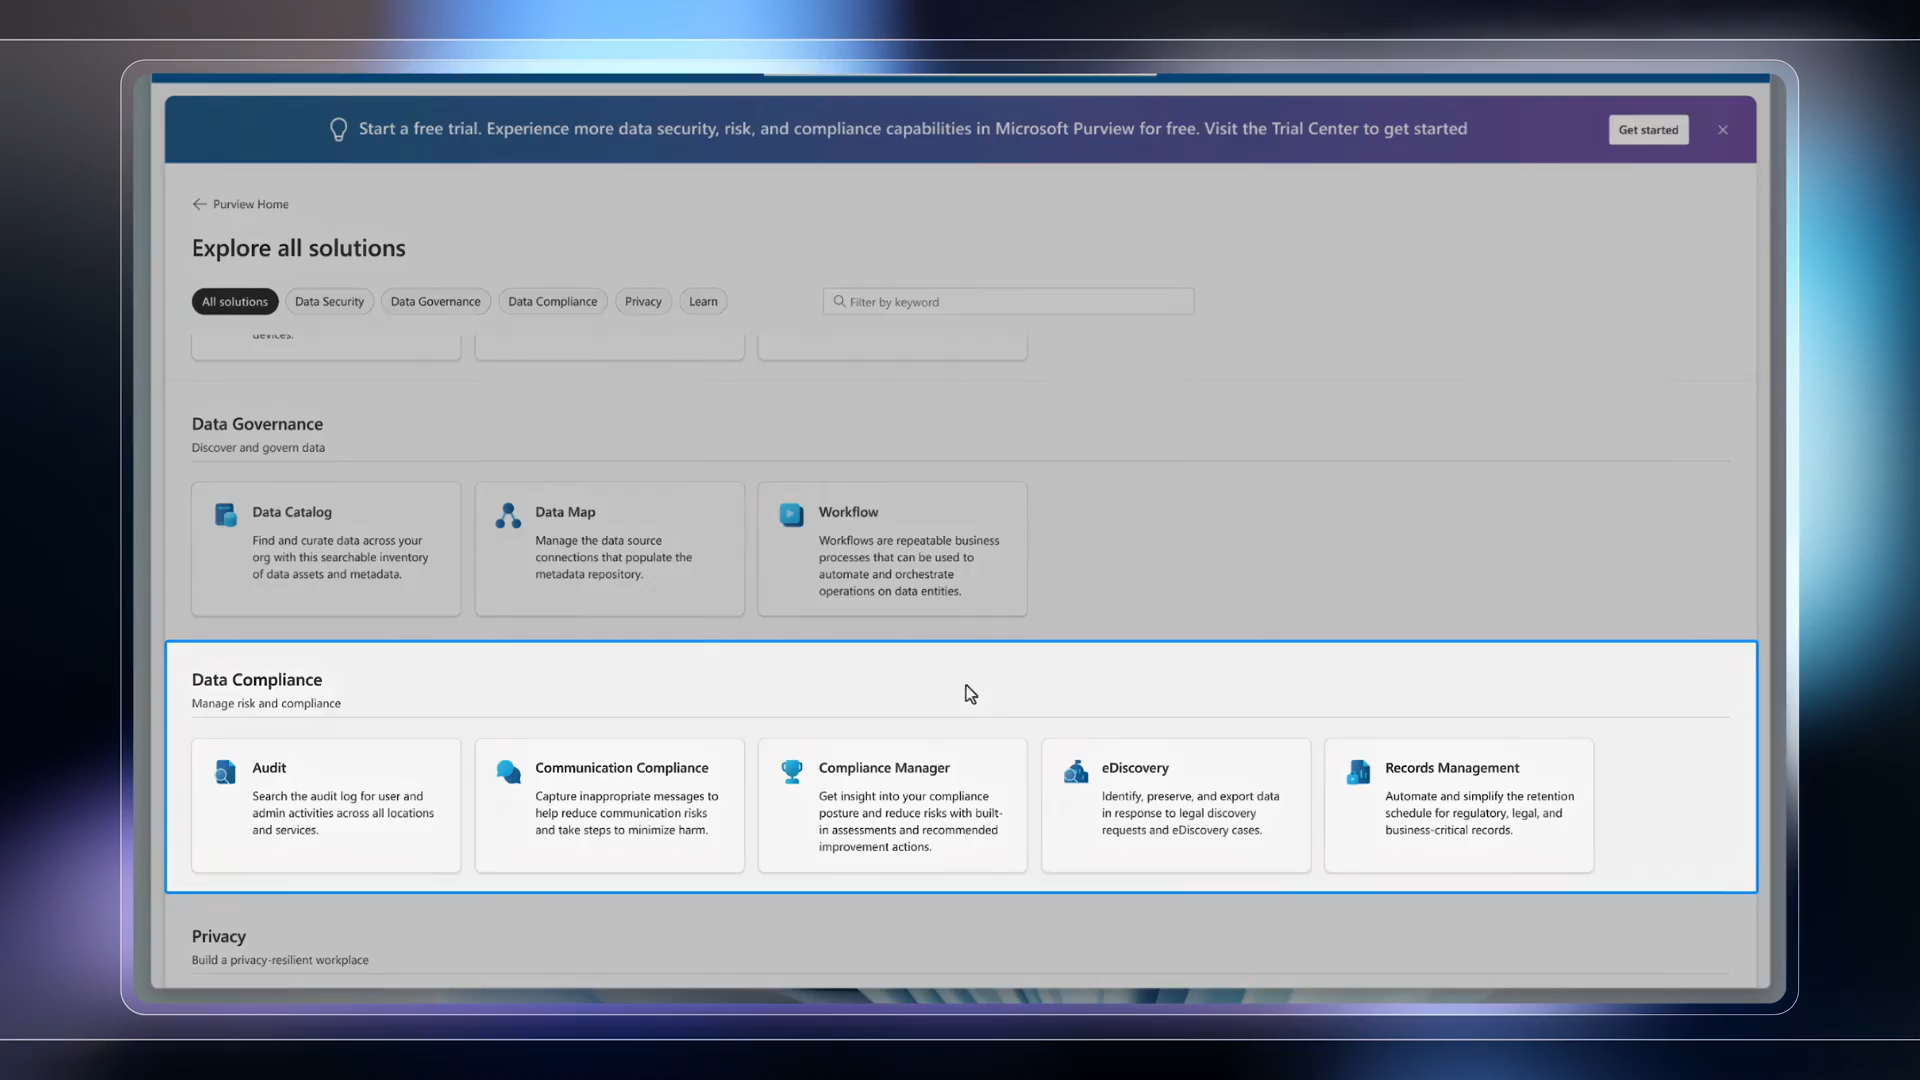 Start a free trial. Experience more data security, risk, and compliance capabilities in Microsoft Purview for free. Visit the Trial Center to get started
Get started
Purview Home
Explore all solutions
All solutions
Data Security
Data Governance
Data Compliance
Privacy
Learn
Filter by keyword
devices.
Data Governance
Discover and govern data
Data Catalog
Find and curate data across your
org with this searchable inventory
of data assets and metadata.
Data Map
Manage the data source
connections that populate the
metadata repository.
Workflow
Workflows are repeatable business
processes that can be used to
automate and orchestrate
operations on data entities.
Data Compliance
Manage risk and compliance
Audit
Search the audit log for user and
admin activities across all locations
and services.
Communication Compliance
Capture inappropriate messages to
help reduce communication risks
and take steps to minimize harm.
Compliance Manager
Get insight into your compliance
posture and reduce risks with built-
in assessments and recommended
improvement actions.
eDiscovery
Identify, preserve, and export data
in response to legal discovery
requests and eDiscovery cases.
Records Management
Automate and simplify the retention
schedule for regulatory, legal, and
business-critical records.
Privacy
Build a privacy-resilient workplace